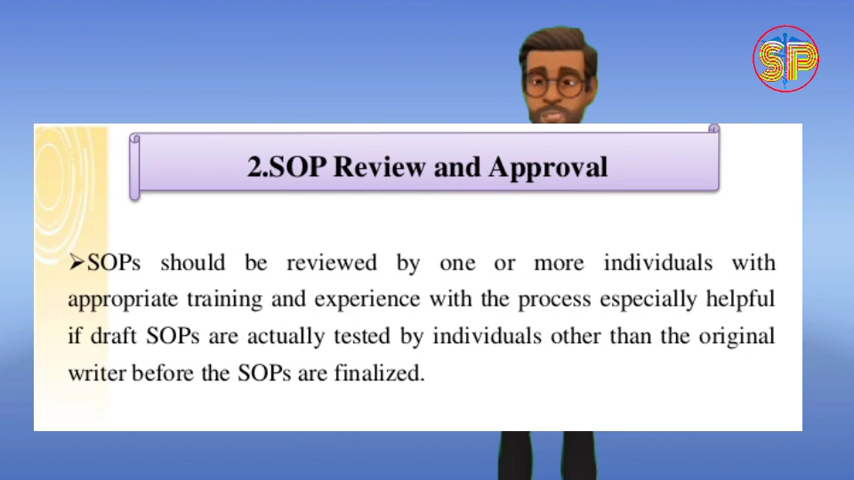 SP
2.SOP Review and Approval
➢SOPs should be reviewed by one or more individuals with
appropriate training and experience with the process especially helpful
if draft SOPs are actually tested by individuals other than the original
writer before the SOPs are finalized.